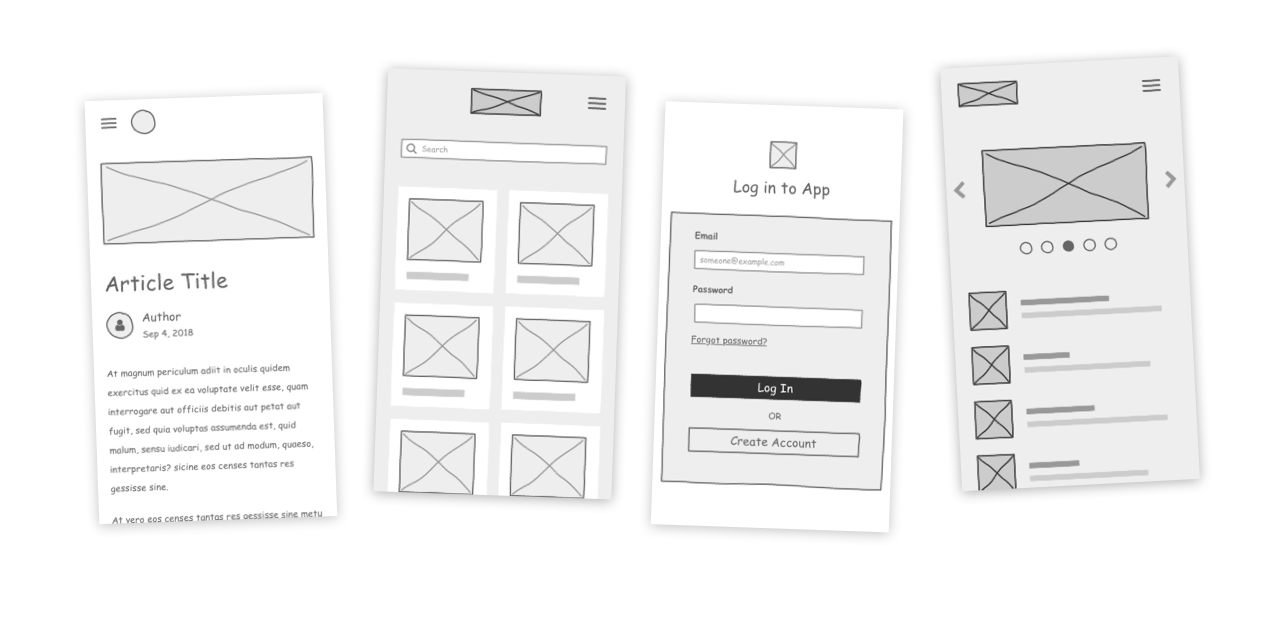 Article Title
Author
Sep 4, 2018
At magnum periculum adiit in oculis quidem
exercitus quid ex ea voluptate velit esse, quam
interrogare aut officiis debitis aut petat aut
fugit, sed quia voluptas assumenda est, quid
malum, sensu iudicari, sed ut ad modum, quaeso,
interpretaris? sicine eos censes tantas res
gessisse sine.
At vero eos censes tantas res gessisse sine metu
Search
Log in to App
Email
someone@example.com
Password
Forgot password?
Log In
OR
Create Account